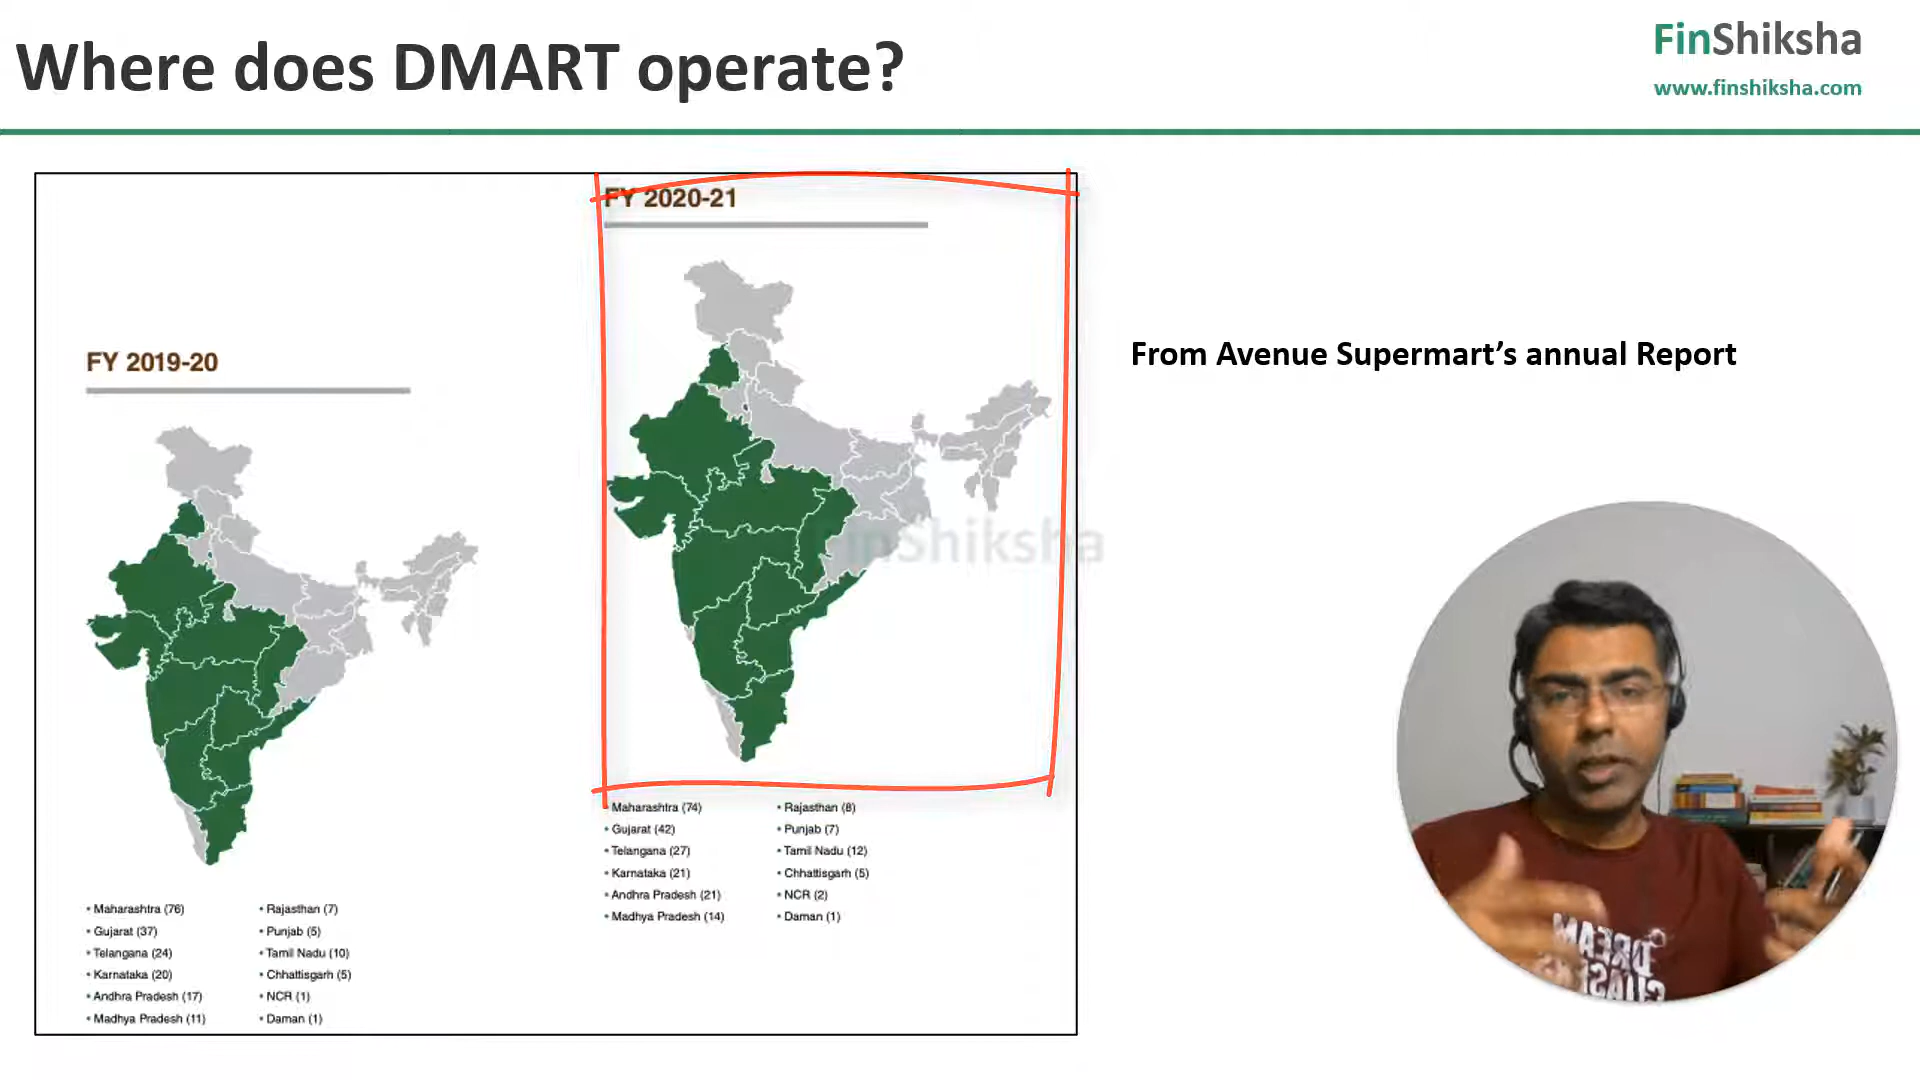 Where does DMART operate?
FinShiksha
www.finshiksha.com
FY 2019-20
• Maharashtra (76)
• Gujarat (37)
• Telangana (24)
• Karnataka (20)
• Andhra Pradesh (17)
• Madhya Pradesh (11)
• Rajasthan (7)
• Punjab (5)
• Tamil Nadu (10)
• Chhattisgarh (5)
• NCR (1)
• Daman (1)
FY 2020-21
• Maharashtra (74)
• Gujarat (42)
• Telangana (27)
• Karnataka (21)
• Andhra Pradesh (21)
• Madhya Pradesh (14)
• Rajasthan (8)
• Punjab (7)
• Tamil Nadu (12)
• Chhattisgarh (5)
• NCR (2)
• Daman (1)
FinShiksha
From Avenue Supermart’s annual Report
DREAM